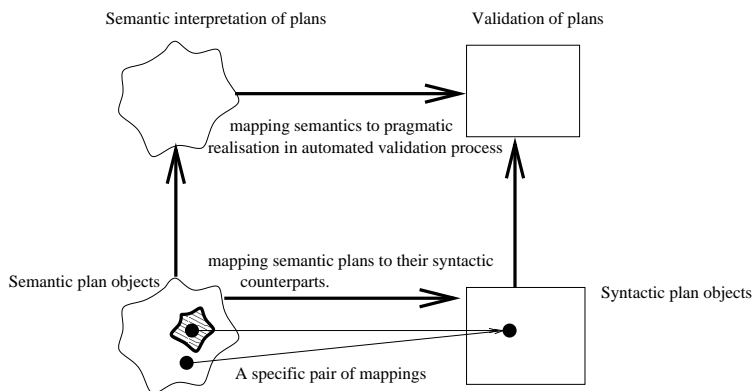 Semantic interpretation of plans
Validation of plans
mapping semantics to pragmatic
realisation in automated validation process
mapping semantic plans to their syntactic
counterparts.
Semantic plan objects
Syntactic plan objects
A specific pair of mappings